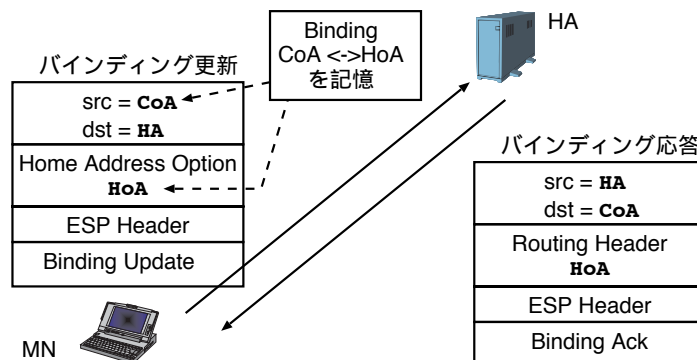 Binding
CoA <->HoA
を記憶
HA
バインディング更新
src = CoA
dst = HA
Home Address Option
HoA
ESP Header
Binding Update
MN
バインディング応答
src = HA
dst = CoA
Routing Header
HoA
ESP Header
Binding Ack